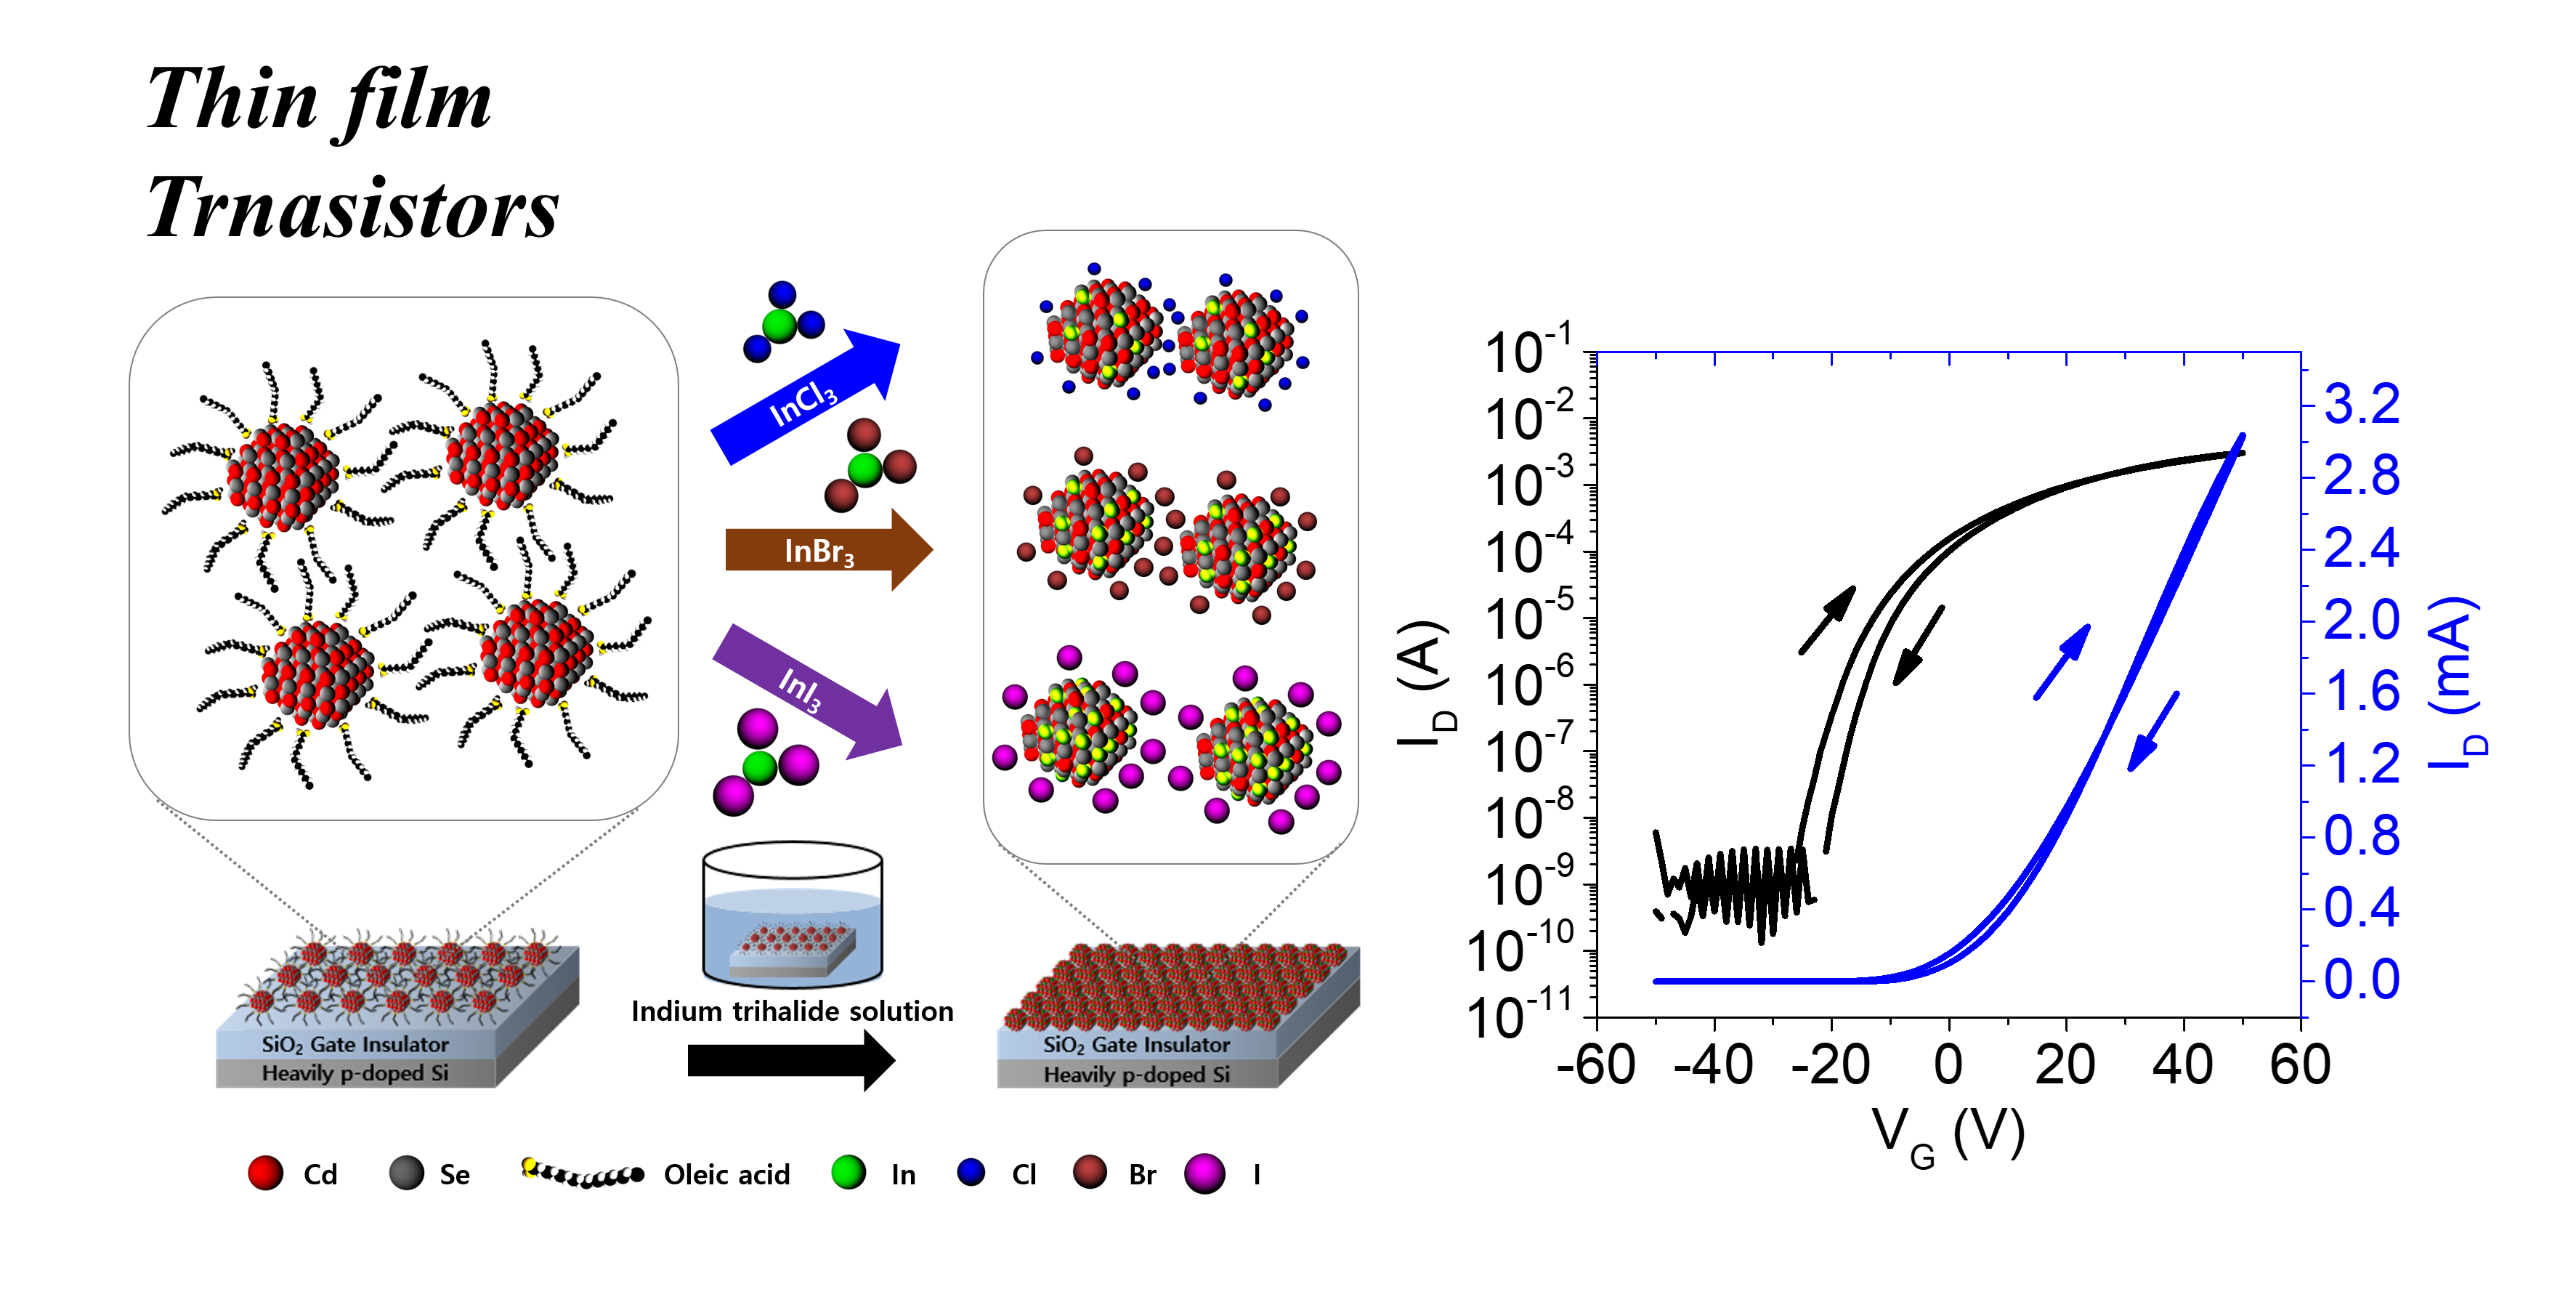 Thin film
Trnasistors
InCl3
InBr3
InI3
Indium trihalide solution
SiO2 Gate Insulator
Heavily p-doped Si
SiO2 Gate Insulator
Heavily p-doped Si
Cd Se Oleic acid In Cl Br I
10-1
10-2
10-3
10-4
10-5
10-6
10-7
10-8
10-9
10-10
10-11
ID (A)
3.2
2.8
2.4
2.0
1.6
1.2
0.8
0.4
0.0
ID (mA)
-60 -40 -20 0 20 40 60
VG (V)